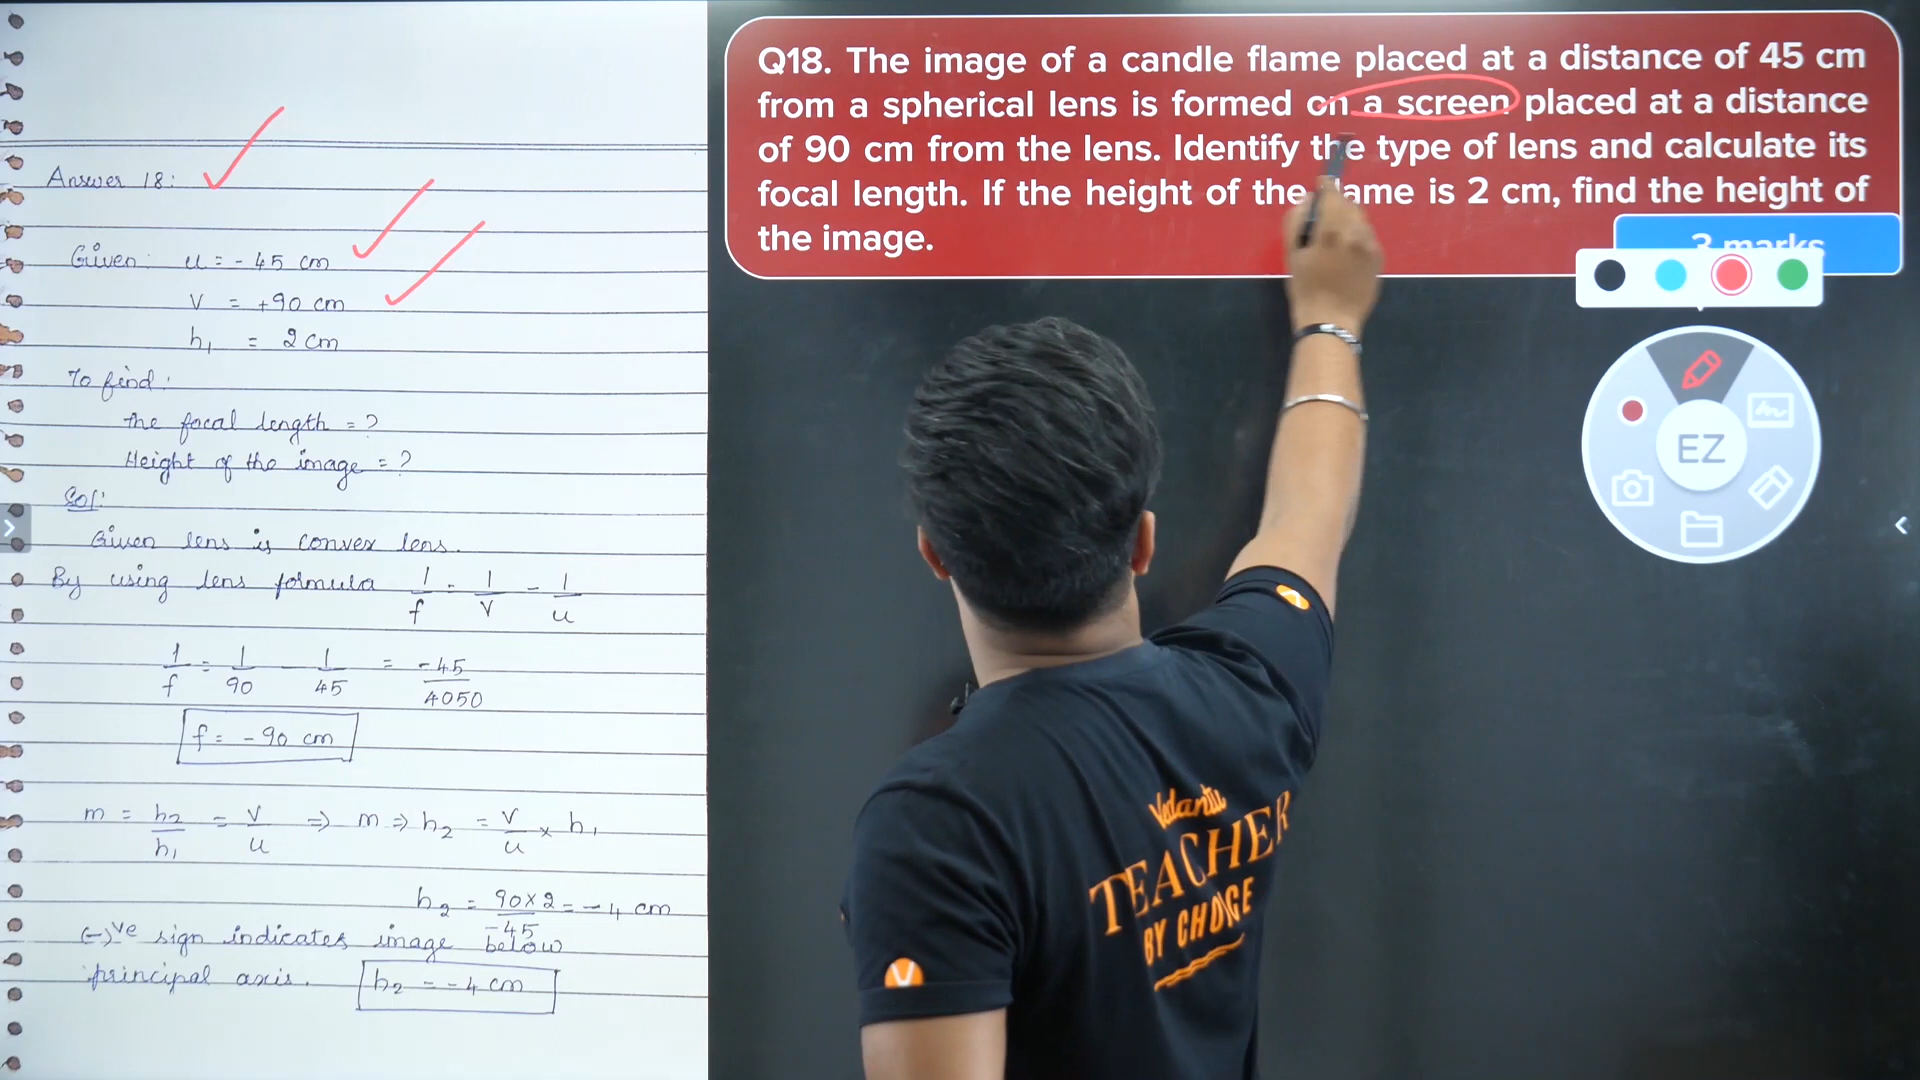 Answer 18:
Given: u = - 45 cm
v = +90 cm
h₁ = 2 cm
To find:
the focal length = ?
Height of the image = ?
Sol:
Given lens is convex lens.
By using lens formula 1/f = 1/v - 1/u
1/f = 1/90 - 1/45 = -45/4050
f = - 90 cm
m = h₂/h₁ = v/u ⇒ m ⇒ h₂ = v/u × h₁
h₂ = 90×2/-45 = - 4 cm
(-)ve sign indicates image below
principal axis. h₂ = - 4 cm
Q18. The image of a candle flame placed at a distance of 45 cm
from a spherical lens is formed on a screen placed at a distance
of 90 cm from the lens. Identify the type of lens and calculate its
focal length. If the height of the flame is 2 cm, find the height of
the image.
3 marks
EZ
Vedantu
TEACHER
BY CHOICE